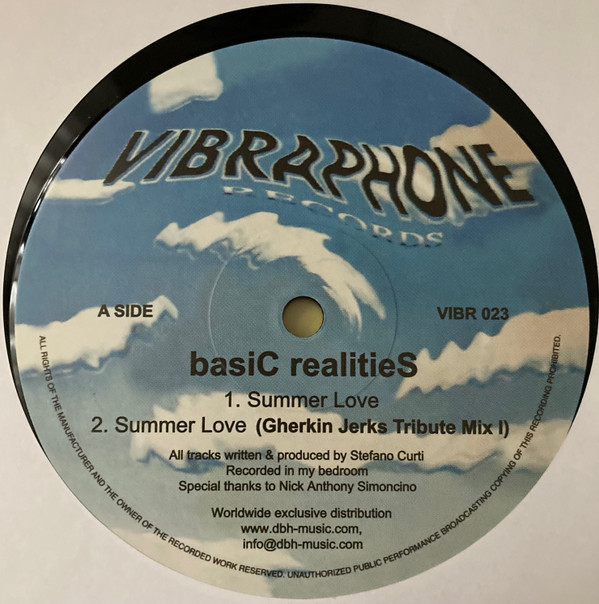 VIBRAPHONE
RECORDS
A SIDE
VIBR 023
basiC realitieS
1. Summer Love
2. Summer Love (Gherkin Jerks Tribute Mix I)
All tracks written & produced by Stefano Curti
Recorded in my bedroom
Special thanks to Nick Anthony Simoncino
Worldwide exclusive distribution
www.dbh-music.com,
info@dbh-music.com
ALL RIGHTS OF THE MANUFACTURER AND THE OWNER OF THE RECORDED WORK RESERVED. UNAUTHORIZED PUBLIC PERFORMANCE BROADCASTING COPYING OF THIS RECORDING PROHIBITED.